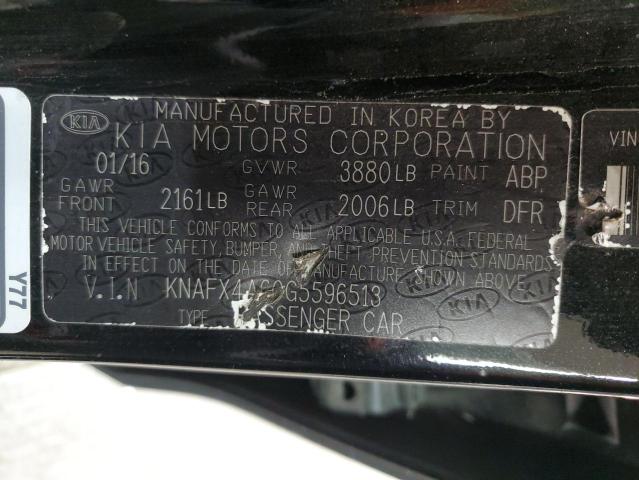 MANUFACTURED IN KOREA BY
KIA KIA MOTORS CORPORATION
01/16 GVWR 3880LB PAINT ABP
GAWR FRONT 2161LB GAWR REAR 2006LB TRIM DFR
THIS VEHICLE CONFORMS TO ALL APPLICABLE U.S.A. FEDERAL
MOTOR VEHICLE SAFETY, BUMPER, AND THEFT PREVENTION STANDARDS
IN EFFECT ON THE DATE OF MANUFACTURE SHOWN ABOVE
V.I.N KNAFX4A60G5596513
TYPE PASSENGER CAR
Y77
VIN